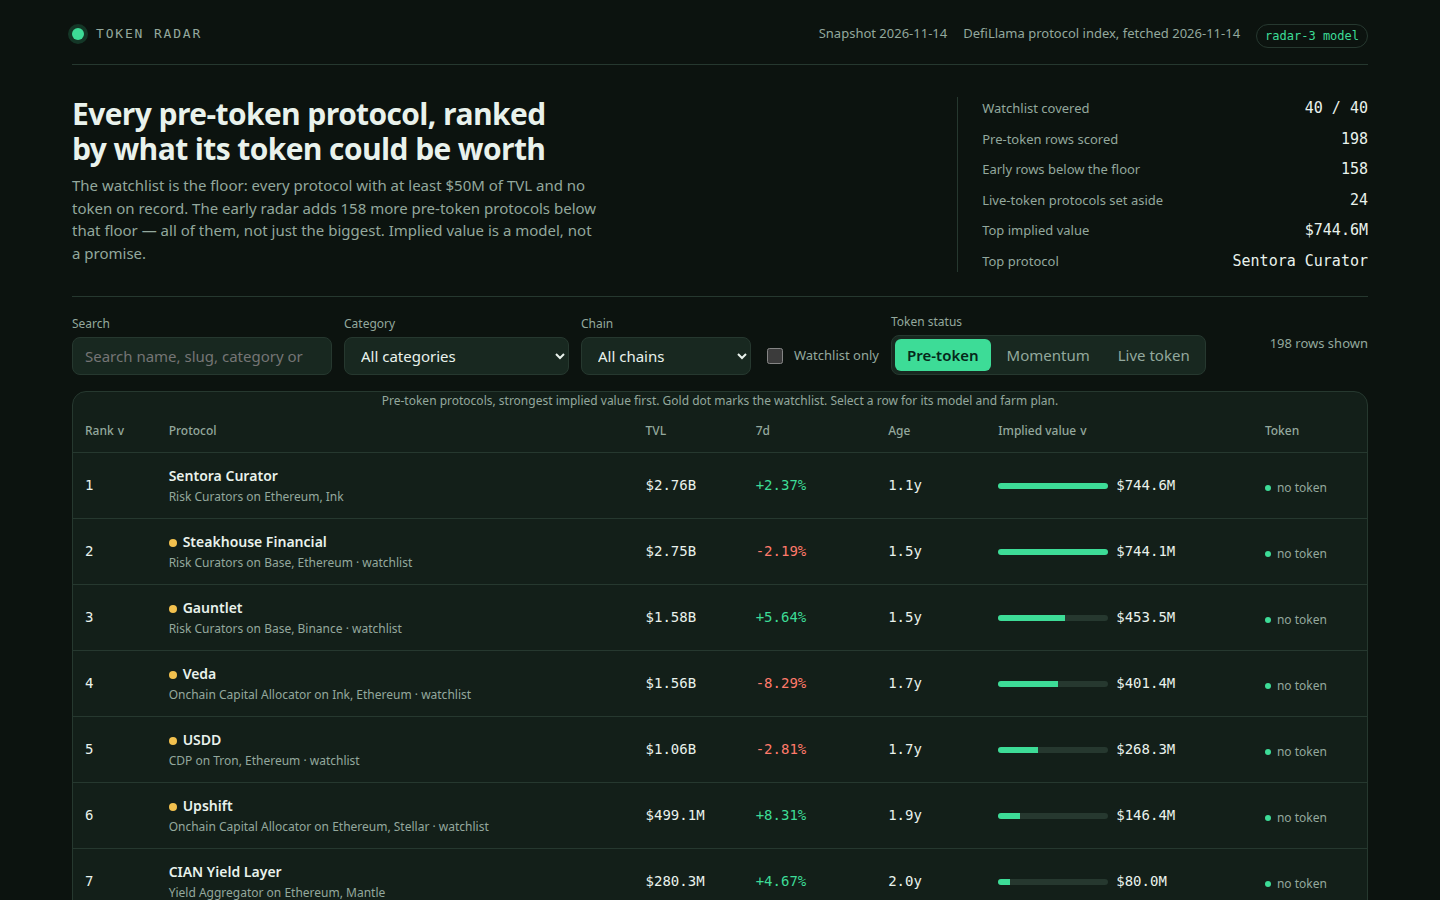 TOKEN RADAR
Snapshot 2026-11-14 DefiLlama protocol index, fetched 2026-11-14 radar-3 model
Every pre-token protocol, ranked
by what its token could be worth
The watchlist is the floor: every protocol with at least $50M of TVL and no
token on record. The early radar adds 158 more pre-token protocols below
that floor — all of them, not just the biggest. Implied value is a model, not
a promise.
Watchlist covered 40 / 40
Pre-token rows scored 198
Early rows below the floor 158
Live-token protocols set aside 24
Top implied value $744.6M
Top protocol Sentora Curator
Search Category Chain Token status
Search name, slug, category or All categories All chains Watchlist only Pre-token Momentum Live token 198 rows shown
Pre-token protocols, strongest implied value first. Gold dot marks the watchlist. Select a row for its model and farm plan.
Rank v Protocol TVL 7d Age Implied value v Token
1 Sentora Curator $2.76B +2.37% 1.1y $744.6M no token
Risk Curators on Ethereum, Ink
2 Steakhouse Financial $2.75B -2.19% 1.5y $744.1M no token
Risk Curators on Base, Ethereum · watchlist
3 Gauntlet $1.58B +5.64% 1.5y $453.5M no token
Risk Curators on Base, Binance · watchlist
4 Veda $1.56B -8.29% 1.7y $401.4M no token
Onchain Capital Allocator on Ink, Ethereum · watchlist
5 USDD $1.06B -2.81% 1.7y $268.3M no token
CDP on Tron, Ethereum · watchlist
6 Upshift $499.1M +8.31% 1.9y $146.4M no token
Onchain Capital Allocator on Ethereum, Stellar · watchlist
7 CIAN Yield Layer $280.3M +4.67% 2.0y $80.0M no token
Yield Aggregator on Ethereum, Mantle